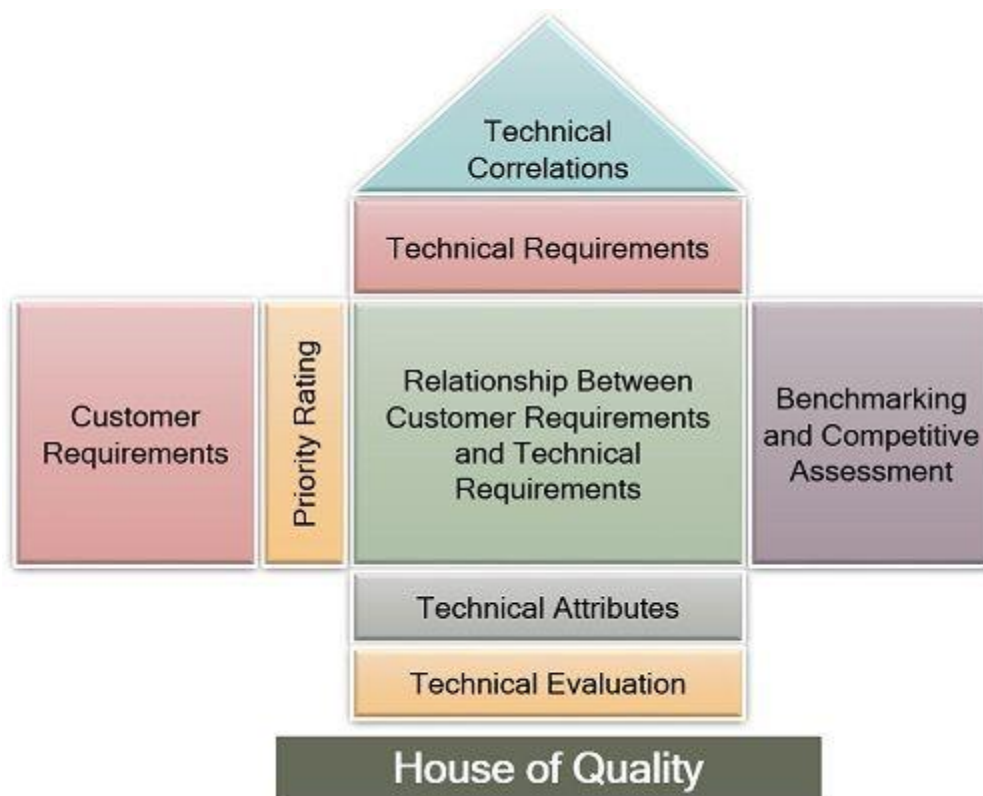 Technical
Correlations
Technical Requirements
Customer
Requirements
Priority Rating
Relationship Between
Customer Requirements
and Technical
Requirements
Benchmarking
and Competitive
Assessment
Technical Attributes
Technical Evaluation
House of Quality